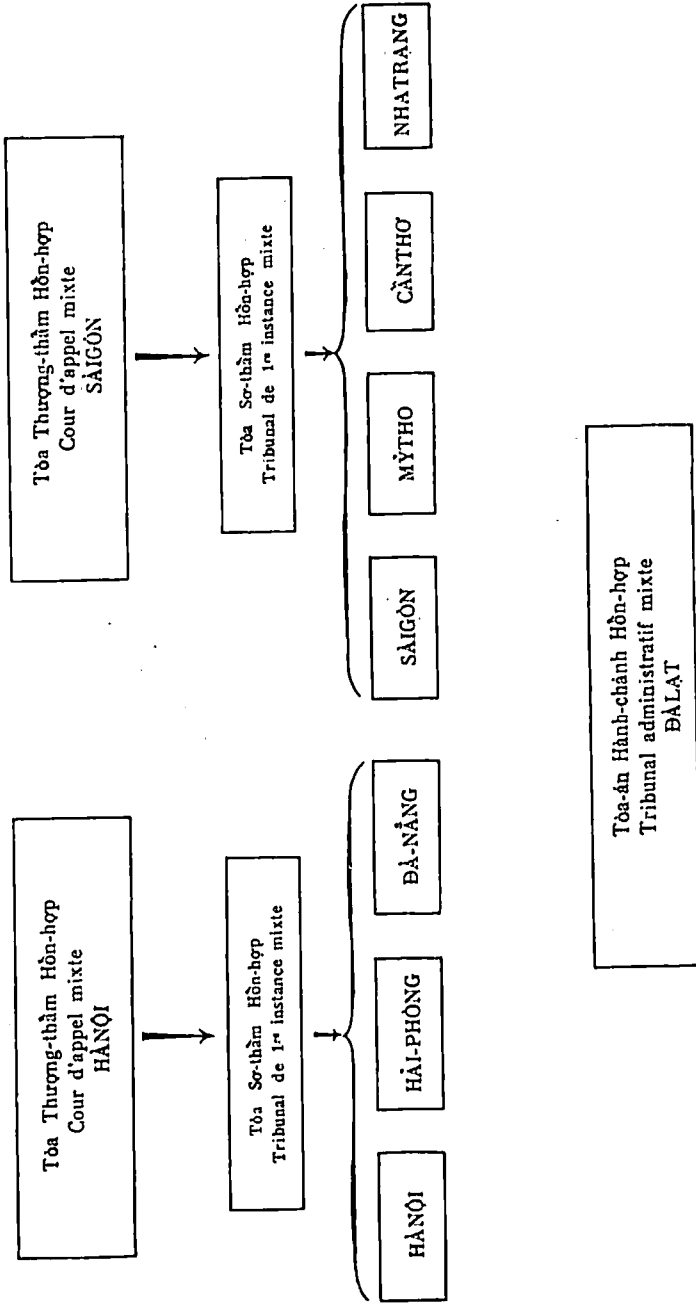 Tòa Thượng-thẩm Hỗn-hợp
Cour d'appel mixte
HÀNỘI
Tòa Sơ-thẩm Hỗn-hợp
Tribunal de 1re instance mixte
HÀNỘI
HẢI-PHÒNG
ĐÀ-NẴNG
Tòa Thượng-thẩm Hỗn-hợp
Cour d'appel mixte
SÀIGÒN
Tòa Sơ-thẩm Hỗn-hợp
Tribunal de 1re instance mixte
SÀIGÒN
MỸTHO
CẦNTHƠ
NHATRANG
Tòa-án Hành-chánh Hỗn-hợp
Tribunal administratif mixte
ĐÀLẠT